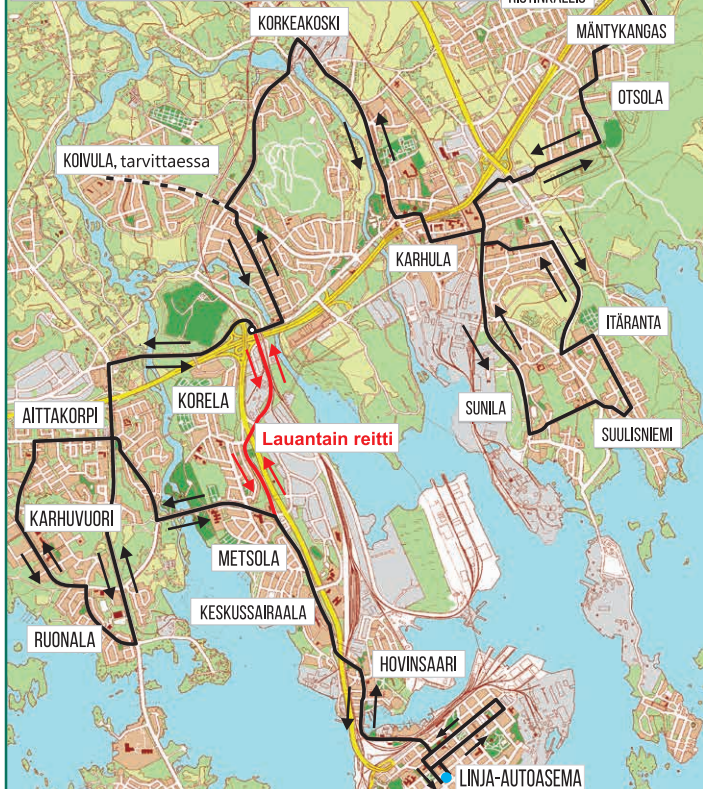 RISTINKALLIO
KORKEAKOSKI
MÄNTYKANGAS
OTSOLA
KOIVULA, tarvittaessa
KARHULA
ITÄRANTA
AITTAKORPI
KORELA
SUNILA
SUULISNIEMI
Lauantain reitti
KARHUVUORI
METSOLA
KESKUSSAIRAALA
RUONALA
HOVINSAARI
LINJA-AUTOASEMA